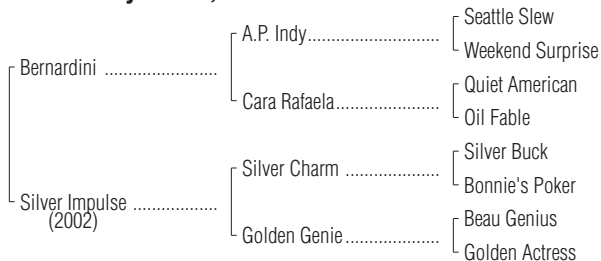 Seattle Slew
A.P. Indy
Weekend Surprise
Bernardini
Quiet American
Cara Rafaela
Oil Fable
Silver Buck
Silver Charm
Bonnie's Poker
Silver Impulse
(2002)
Beau Genius
Golden Genie
Golden Actress